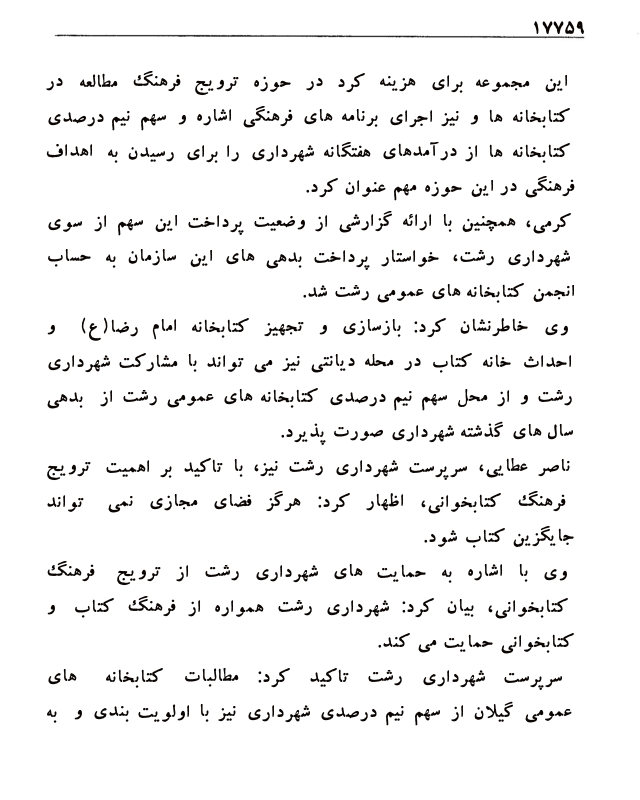 ۱۷۷۵۹
این مجموعه برای هزینه کرد در حوزه ترویج فرهنگ مطالعه در
کتابخانه ها و نیز اجرای برنامه های فرهنگی اشاره و سهم نیم درصدی
کتابخانه ها از درآمدهای هفتگانه شهرداری را برای رسیدن به اهداف
فرهنگی در این حوزه مهم عنوان کرد.
کرمی، همچنین با ارائه گزارشی از وضعیت پرداخت این سهم از سوی
شهرداری رشت، خواستار پرداخت بدهی های این سازمان به حساب
انجمن کتابخانه های عمومی رشت شد.
وی خاطرنشان کرد: بازسازی و تجهیز کتابخانه امام رضا(ع) و
احداث خانه کتاب در محله دیانتی نیز می تواند با مشارکت شهرداری
رشت و از محل سهم نیم درصدی کتابخانه های عمومی رشت از بدهی
سال های گذشته شهرداری صورت پذیرد.
ناصر عطایی، سرپرست شهرداری رشت نیز، با تاکید بر اهمیت ترویج
فرهنگ کتابخوانی، اظهار کرد: هرگز فضای مجازی نمی تواند
جایگزین کتاب شود.
وی با اشاره به حمایت های شهرداری رشت از ترویج فرهنگ
کتابخوانی، بیان کرد: شهرداری رشت همواره از فرهنگ کتاب و
کتابخوانی حمایت می کند.
سرپرست شهرداری رشت تاکید کرد: مطالبات کتابخانه های
عمومی گیلان از سهم نیم درصدی شهرداری نیز با اولویت بندی و به